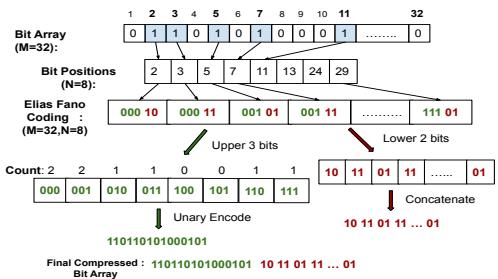 1 2 3 4 5 6 7 8 9 10 11 32
Bit Array (M=32): 0 1 1 0 1 0 1 0 0 0 1 ........ 0
Bit Positions (N=8): 2 3 5 7 11 13 24 29
Elias Fano Coding : (M=32,N=8) 000 10 000 11 001 01 001 11 .......... 111 01
Upper 3 bits Lower 2 bits
Count: 2 2 1 1 0 0 1 1
000 001 010 011 100 101 110 111
10 11 01 11 ...... 01
Unary Encode Concatenate
110110101000101
10 11 01 11 ... 01
Final Compressed : Bit Array 110110101000101 10 11 01 11 ... 01